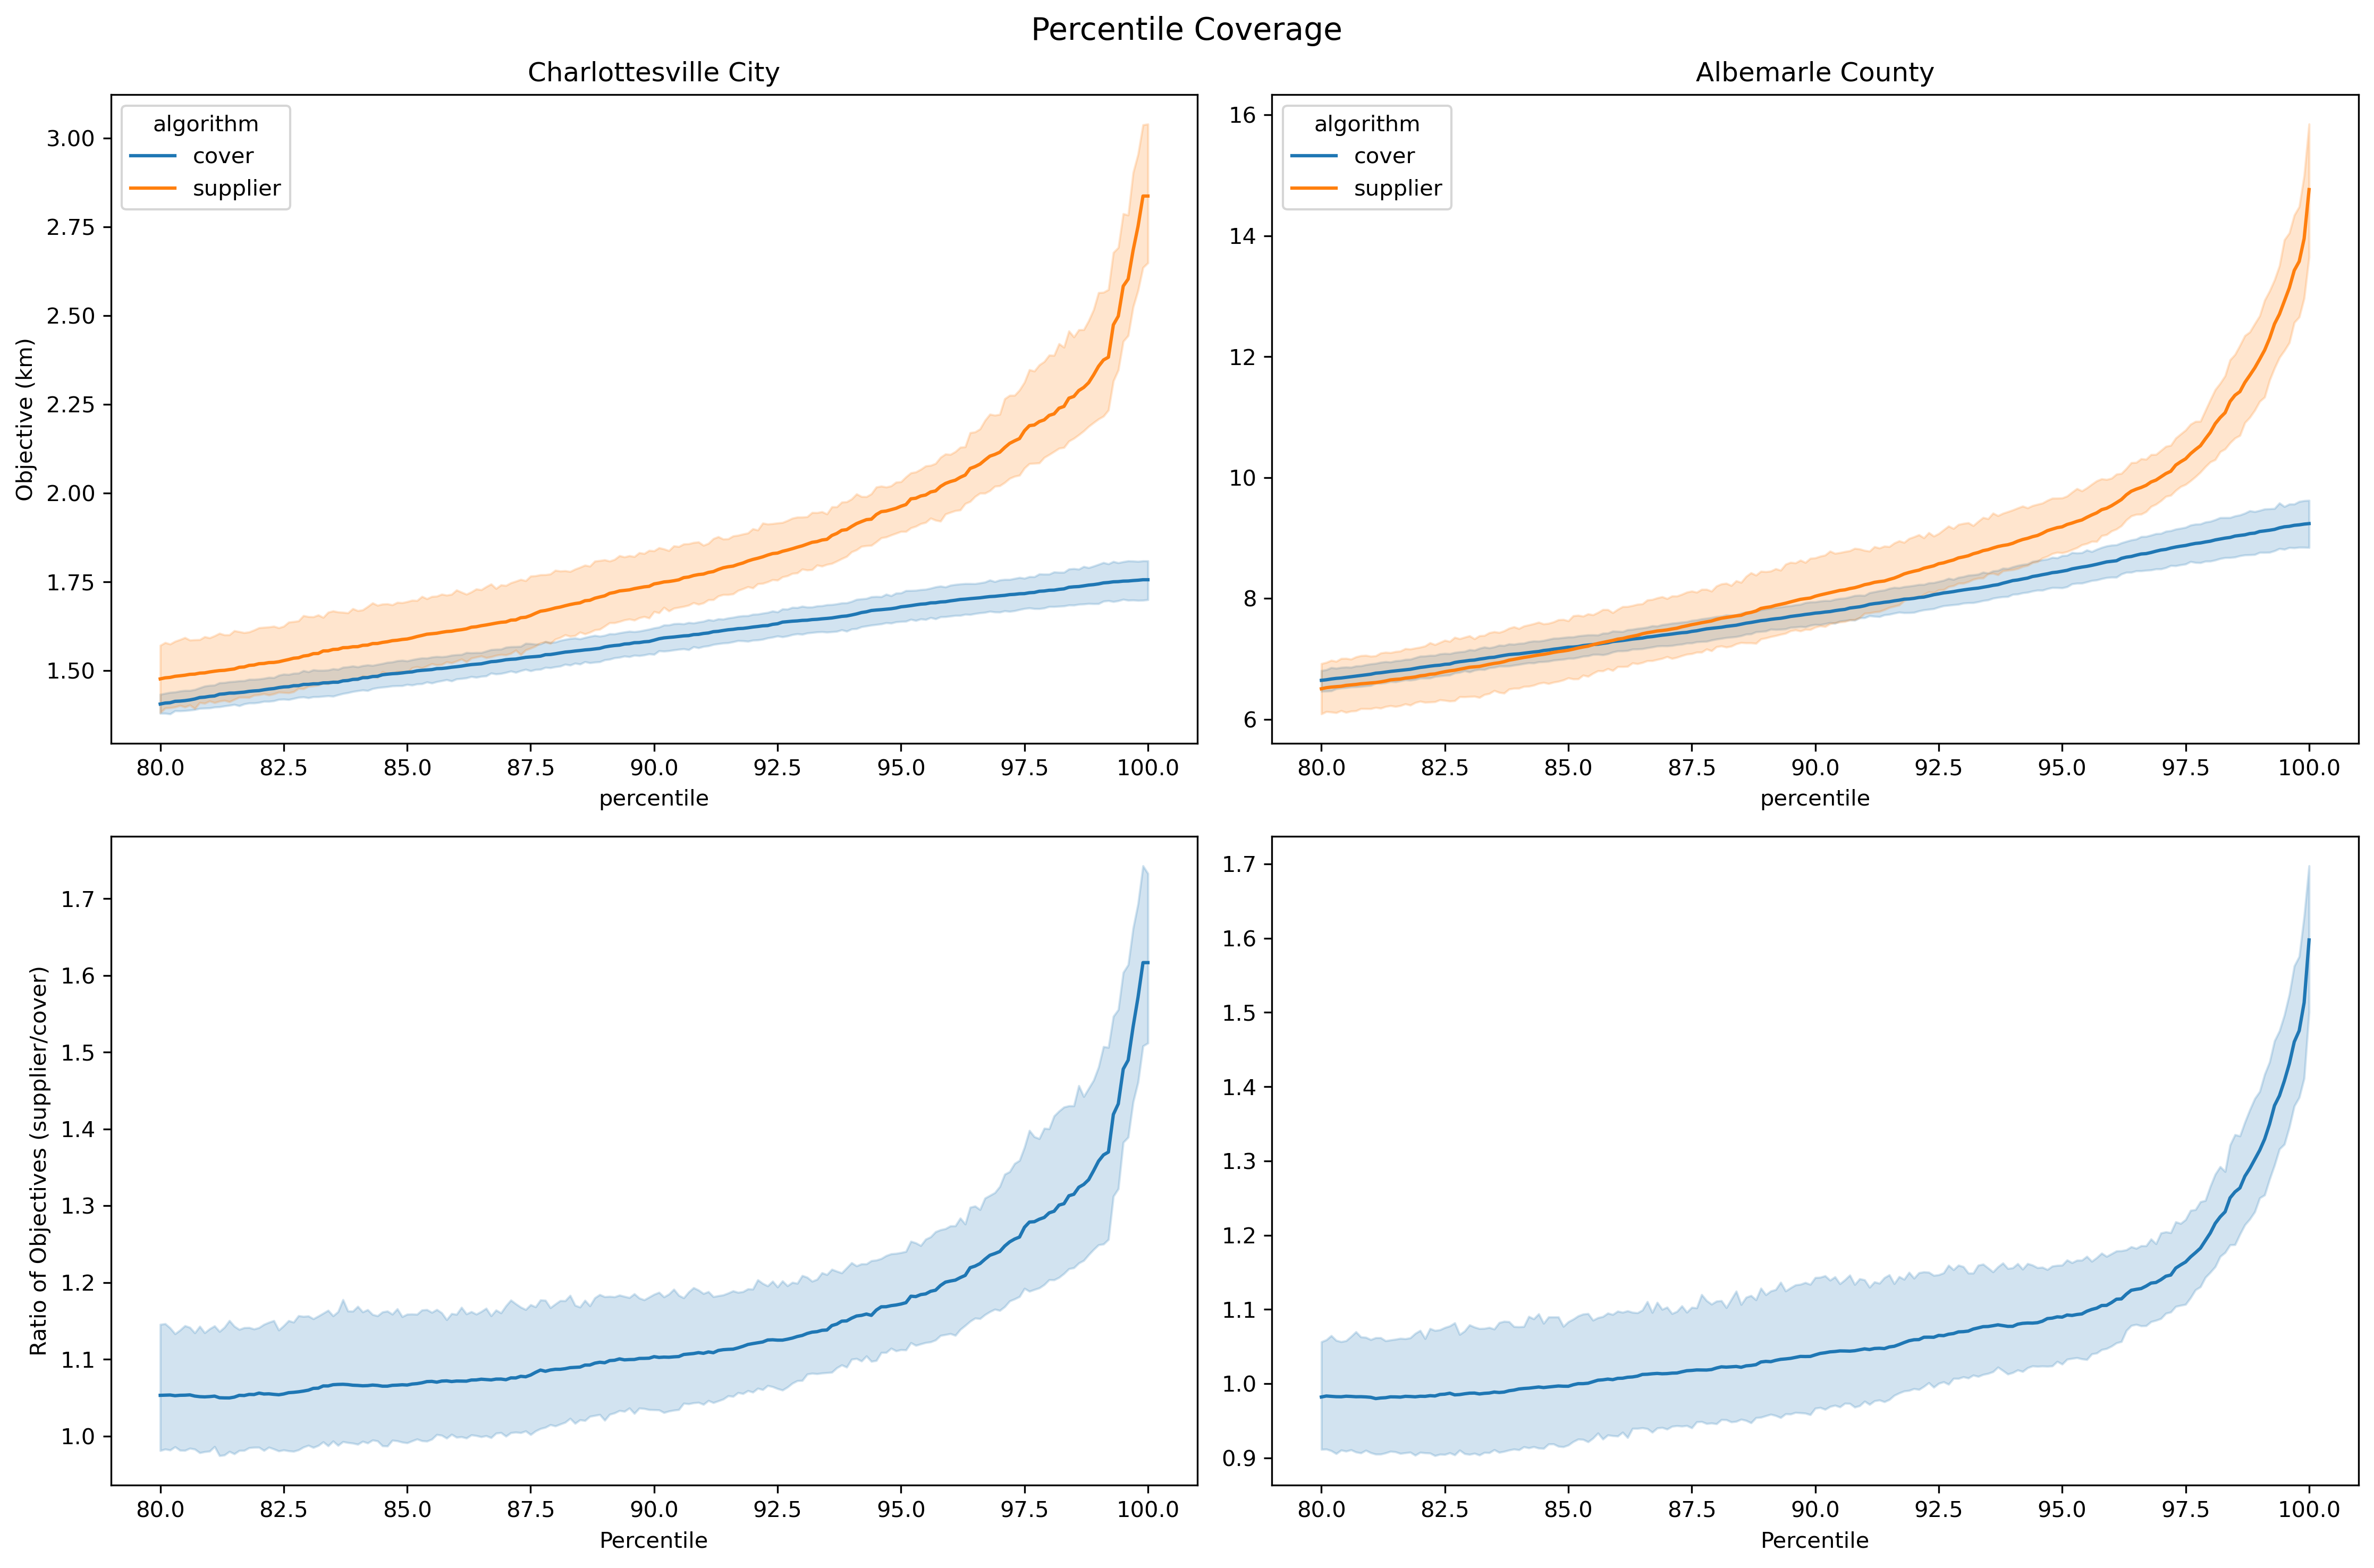 Percentile Coverage
Charlottesville City
algorithm
cover
supplier
3.00
2.75
2.50
2.25
2.00
1.75
1.50
Objective (km)
80.0 82.5 85.0 87.5 90.0 92.5 95.0 97.5 100.0
percentile
Albemarle County
algorithm
cover
supplier
16
14
12
10
8
6
80.0 82.5 85.0 87.5 90.0 92.5 95.0 97.5 100.0
percentile
1.7
1.6
1.5
1.4
1.3
1.2
1.1
1.0
Ratio of Objectives (supplier/cover)
80.0 82.5 85.0 87.5 90.0 92.5 95.0 97.5 100.0
Percentile
1.7
1.6
1.5
1.4
1.3
1.2
1.1
1.0
0.9
80.0 82.5 85.0 87.5 90.0 92.5 95.0 97.5 100.0
Percentile